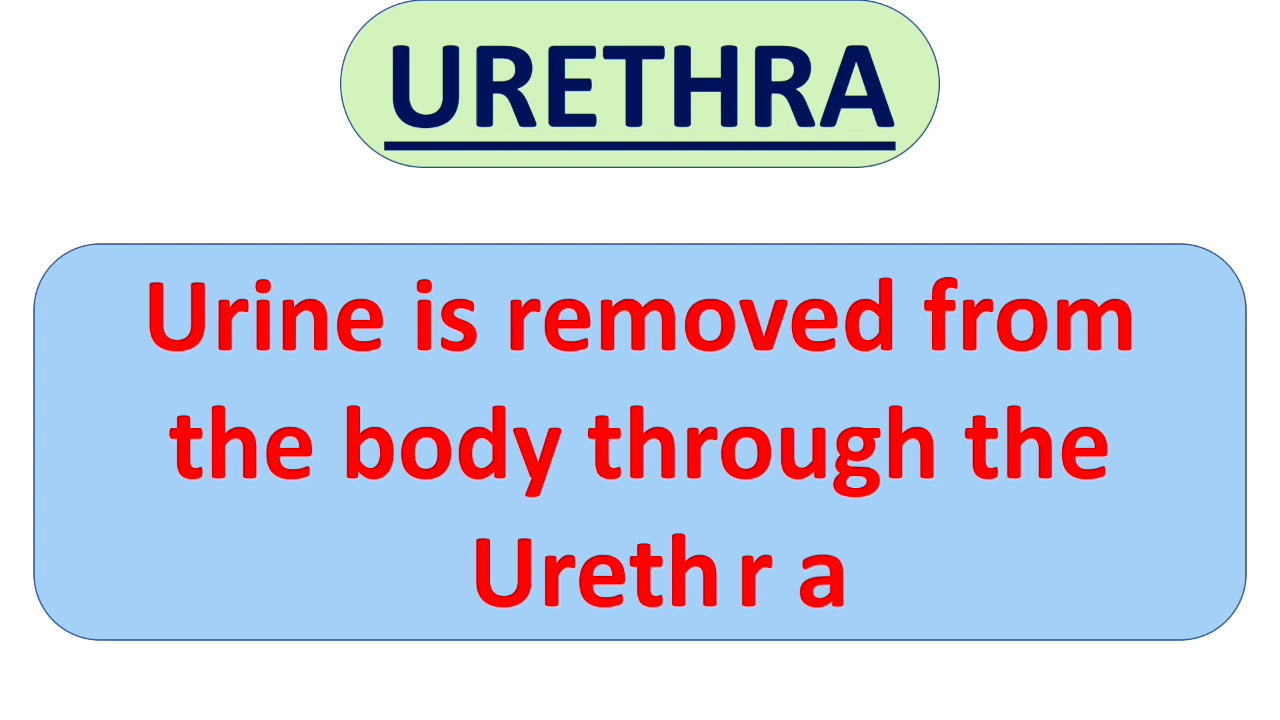 URETHRA
Urine is removed from
the body through the
Ureth r a